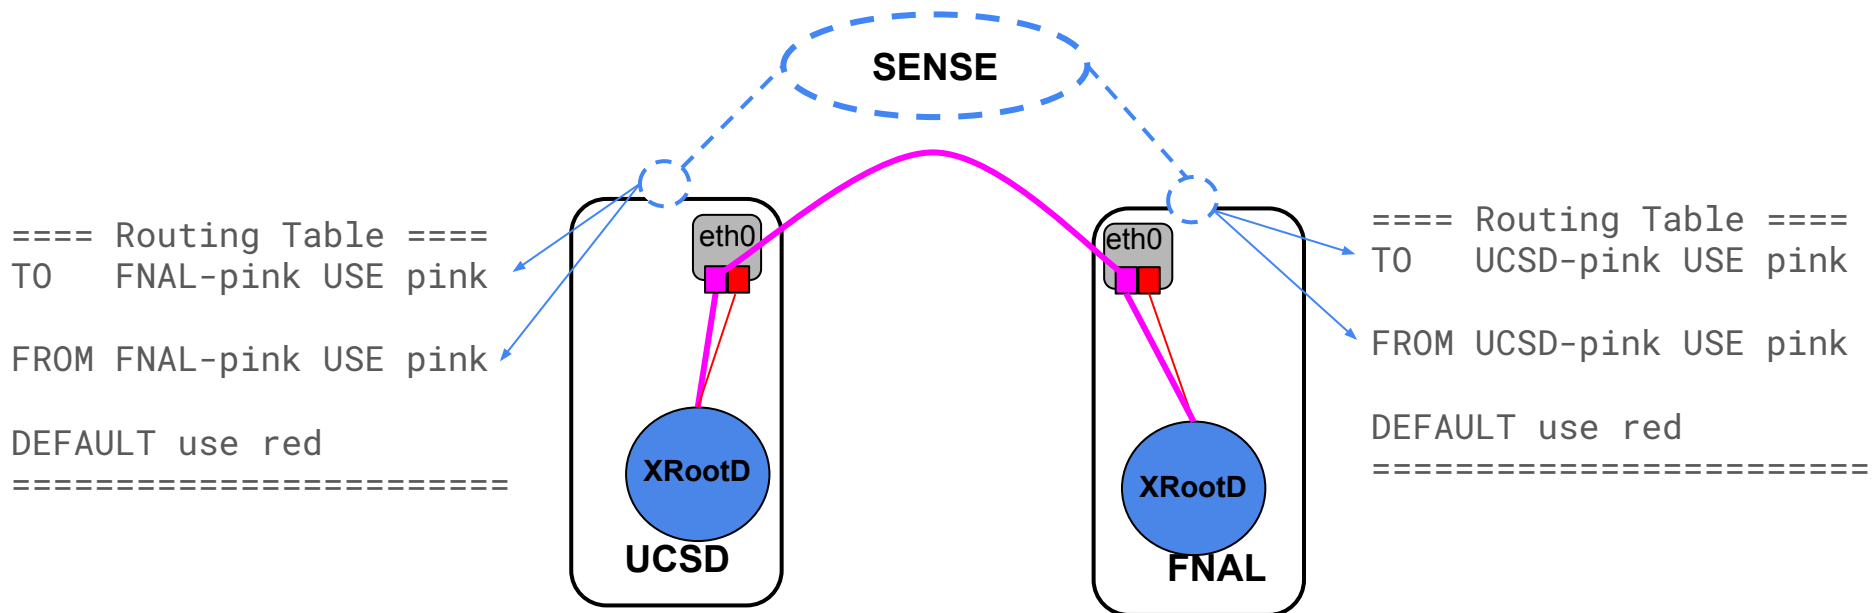 SENSE
==== Routing Table ====
TO   FNAL-pink USE pink
FROM FNAL-pink USE pink
DEFAULT use red
========================
eth0
XRootD
UCSD
eth0
XRootD
FNAL
==== Routing Table ====
TO   UCSD-pink USE pink
FROM UCSD-pink USE pink
DEFAULT use red
========================